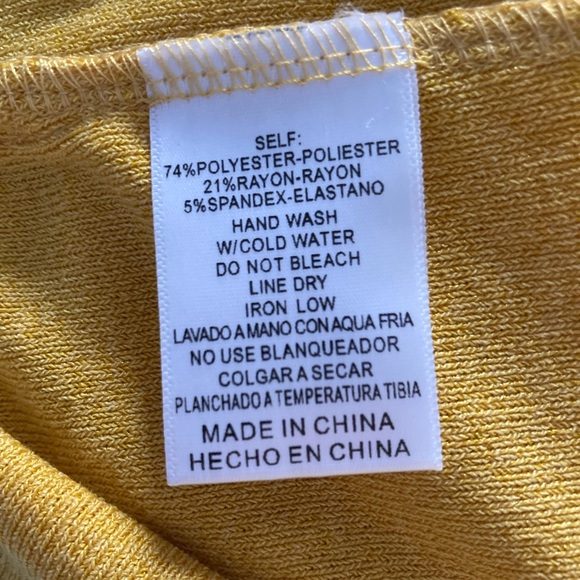 SELF:
74%POLYESTER-POLIESTER
21%RAYON-RAYON
5%SPANDEX-ELASTANO
HAND WASH
W/COLD WATER
DO NOT BLEACH
LINE DRY
IRON LOW
LAVADO A MANO CON AQUA FRIA
NO USE BLANQUEADOR
COLGAR A SECAR
PLANCHADO A TEMPERATURA TIBIA
MADE IN CHINA
HECHO EN CHINA